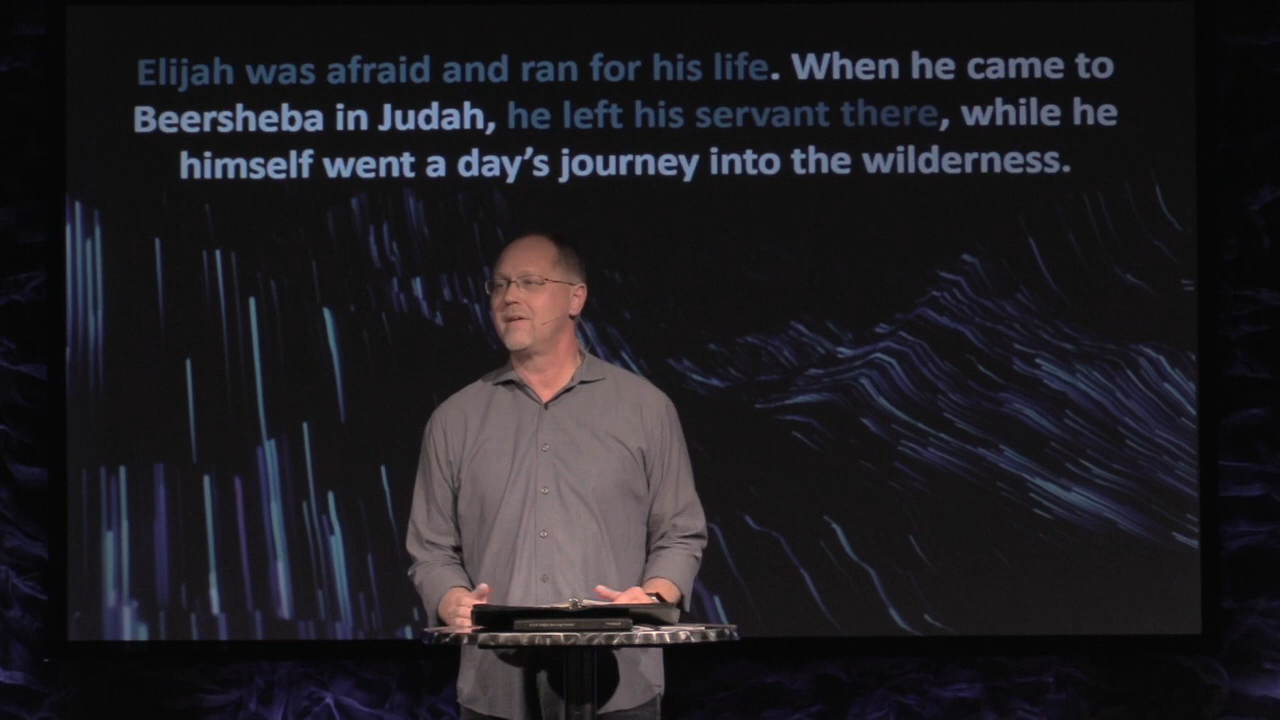 Elijah was afraid and ran for his life. When he came to
Beersheba in Judah, he left his servant there, while he
himself went a day’s journey into the wilderness.